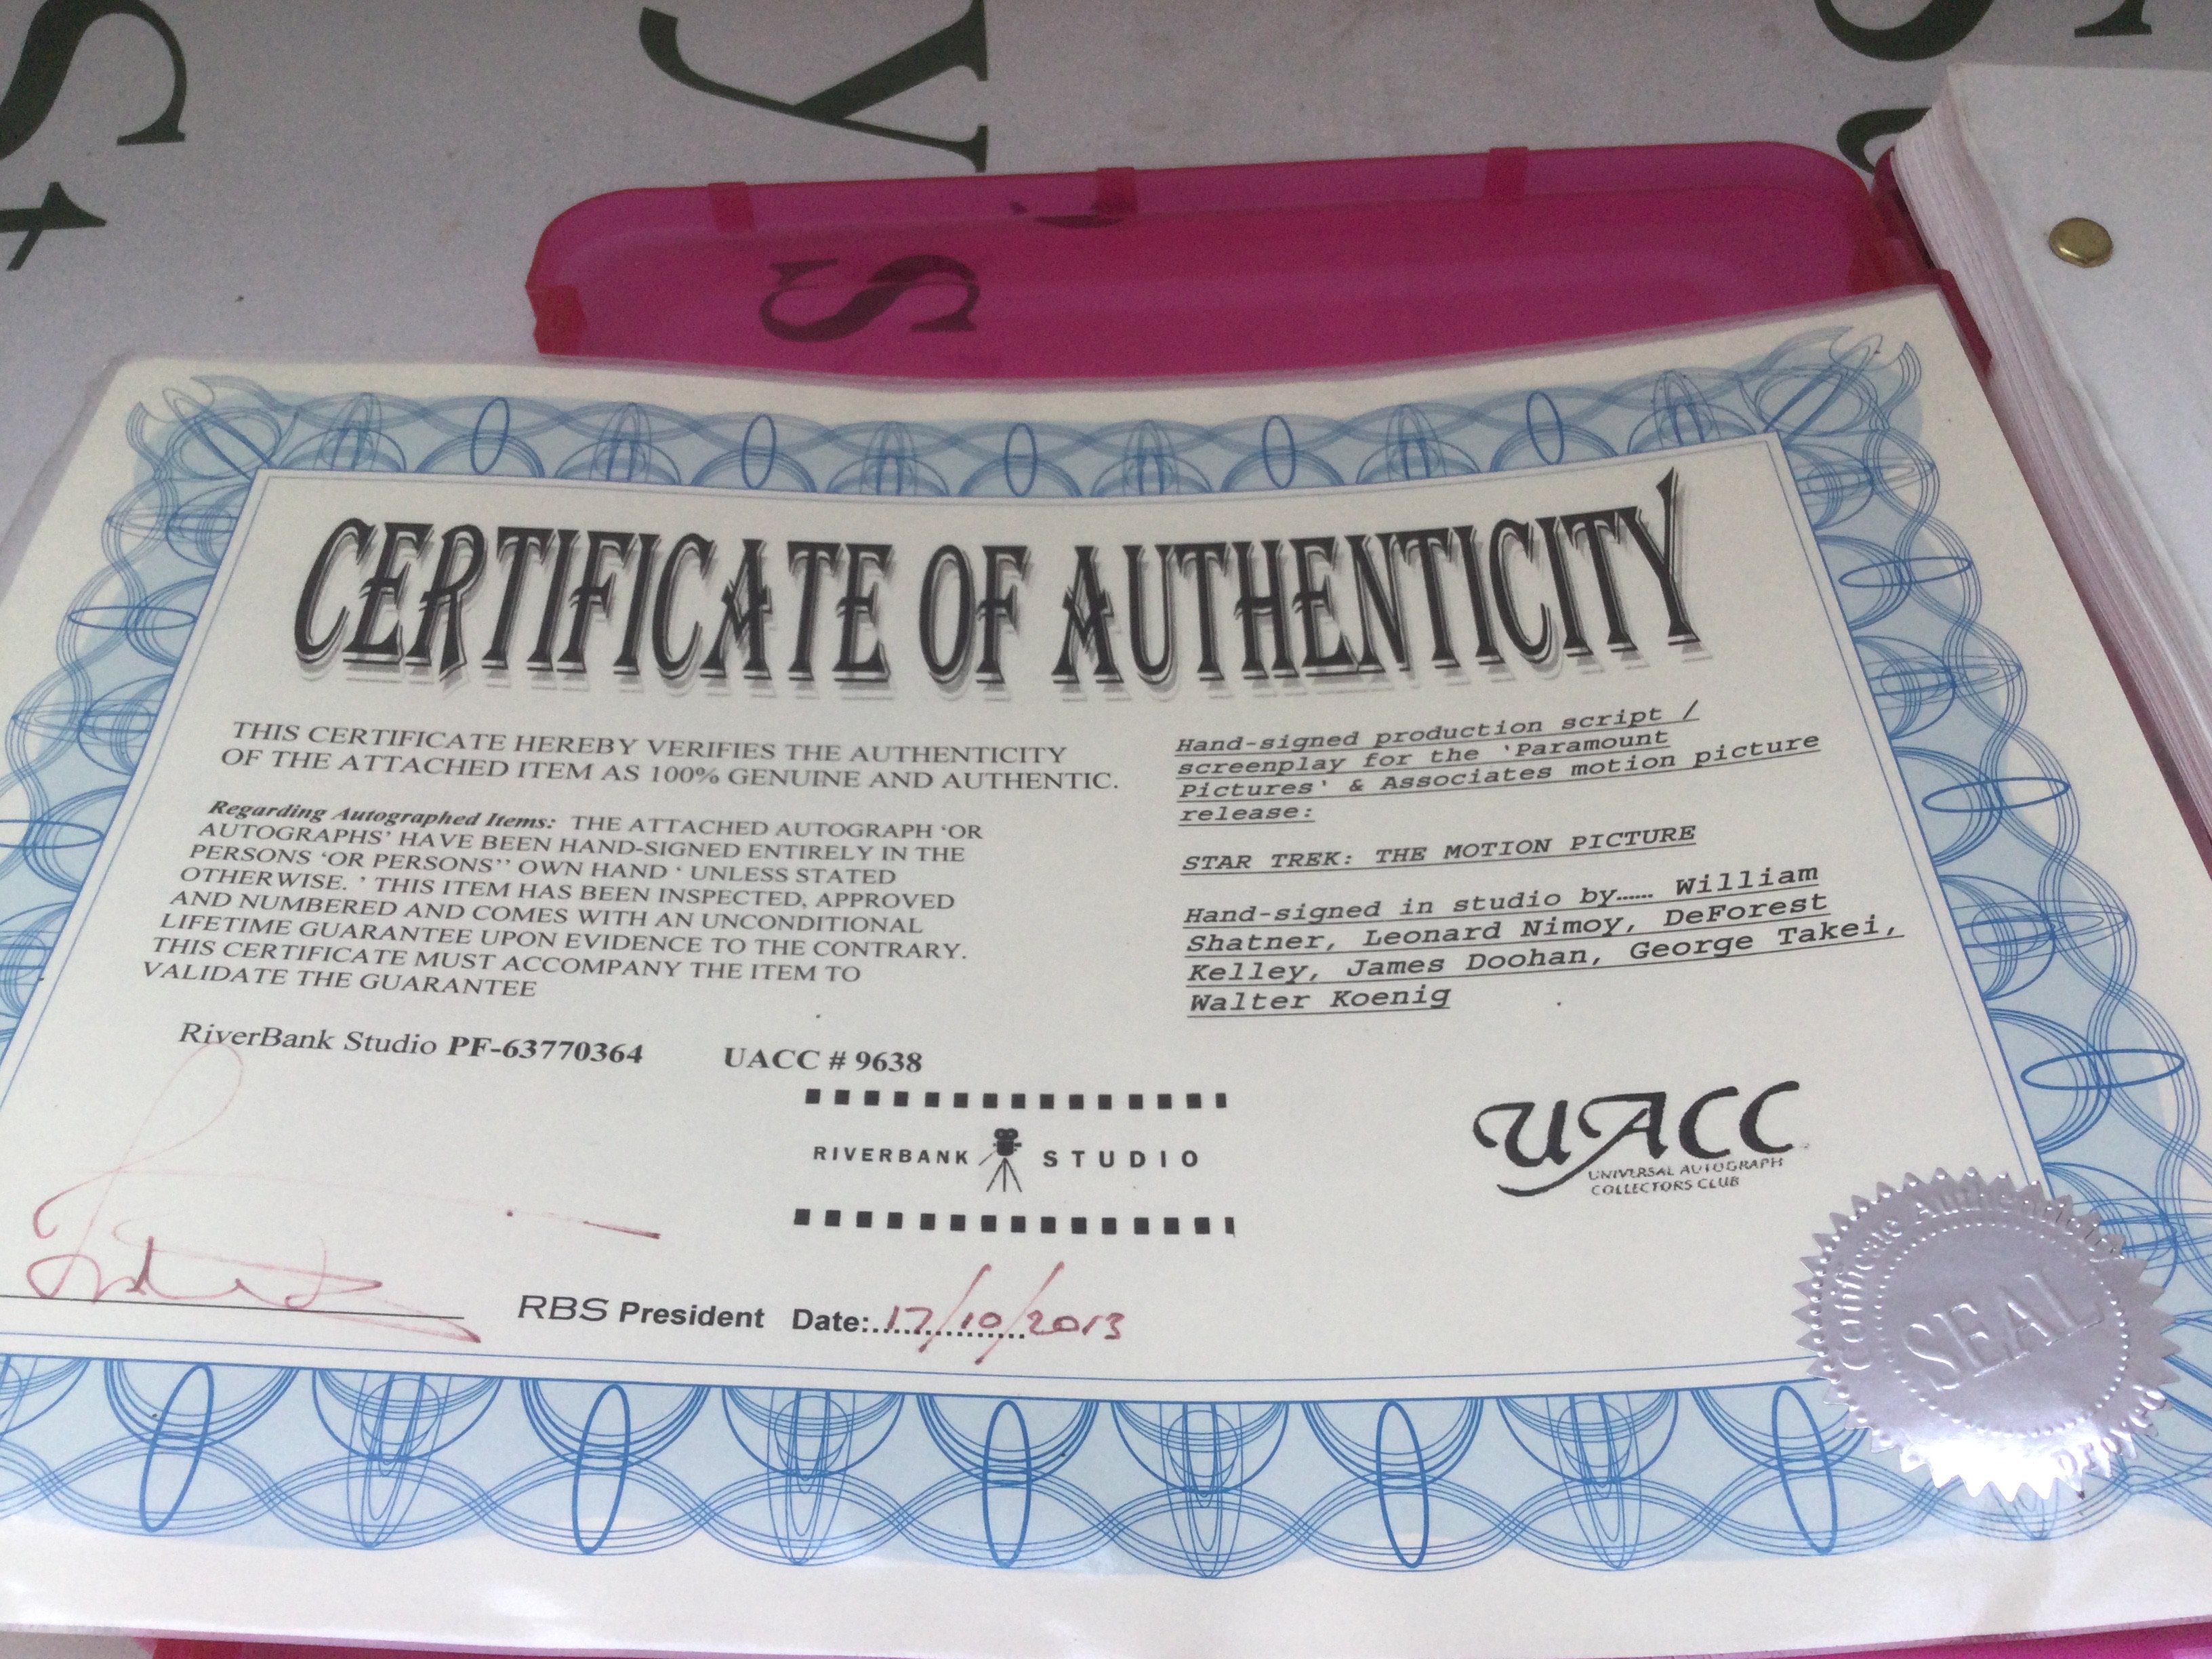 St
y
S
CERTIFICATE OF AUTHENTICITY
THIS CERTIFICATE HEREBY VERIFIES THE AUTHENTICITY
OF THE ATTACHED ITEM AS 100% GENUINE AND AUTHENTIC.
Regarding Autographed Items: THE ATTACHED AUTOGRAPH 'OR
AUTOGRAPHS' HAVE BEEN HAND-SIGNED ENTIRELY IN THE
PERSONS 'OR PERSONS'' OWN HAND ' UNLESS STATED
OTHERWISE. ' THIS ITEM HAS BEEN INSPECTED, APPROVED
AND NUMBERED AND COMES WITH AN UNCONDITIONAL
LIFETIME GUARANTEE UPON EVIDENCE TO THE CONTRARY.
THIS CERTIFICATE MUST ACCOMPANY THE ITEM TO
VALIDATE THE GUARANTEE
RiverBank Studio PF-63770364 UACC # 9638
Hand-signed production script /
screenplay for the 'Paramount
Pictures' & Associates motion picture
release:
STAR TREK: THE MOTION PICTURE
Hand-signed in studio by...... William
Shatner, Leonard Nimoy, DeForest
Kelley, James Doohan, George Takei,
Walter Koenig
RIVERBANK STUDIO
UACC
UNIVERSAL AUTOGRAPH
COLLECTORS CLUB
RBS President Date:..17/10/2013
Certificate Authenticity
SEAL